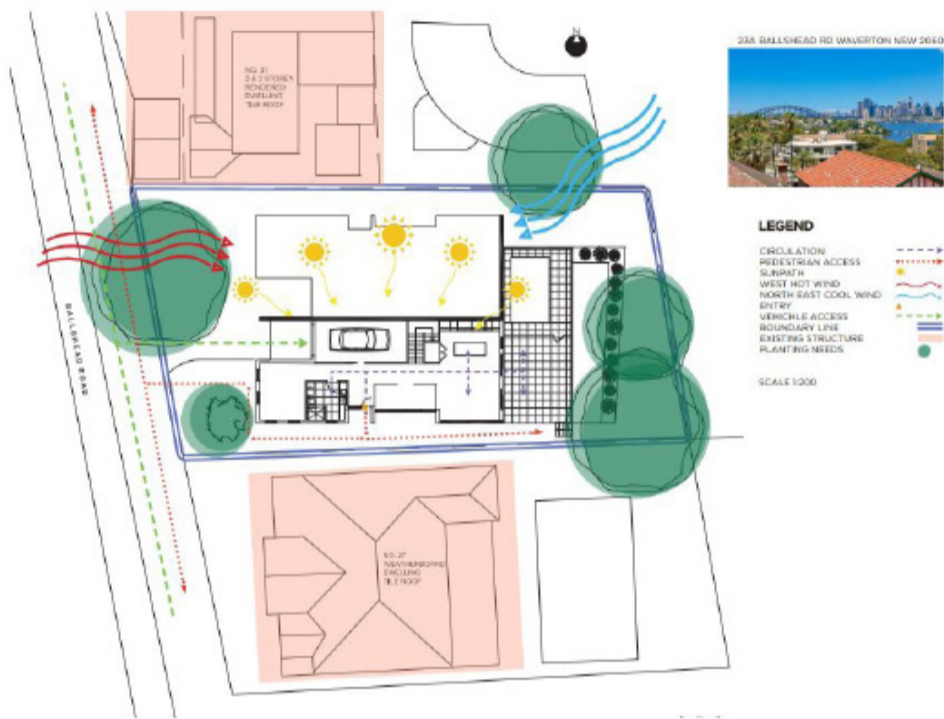 N
23A BALLSHEAD RD WAVERTON NSW 2060
NO. 21
2 & 3 STOREY
RENDERED
DWELLING
TILE ROOF
BALLSHEAD ROAD
LEGEND
CIRCULATION
PEDESTRIAN ACCESS
SUNPATH
WEST HOT WIND
NORTH EAST COOL WIND
ENTRY
VEHICHLE ACCESS
BOUNDARY LINE
EXISTING STRUCTURE
PLANTING NEEDS
SCALE 1:200
NO. 27
WEATHERBOARD
DWELLING
TILE ROOF